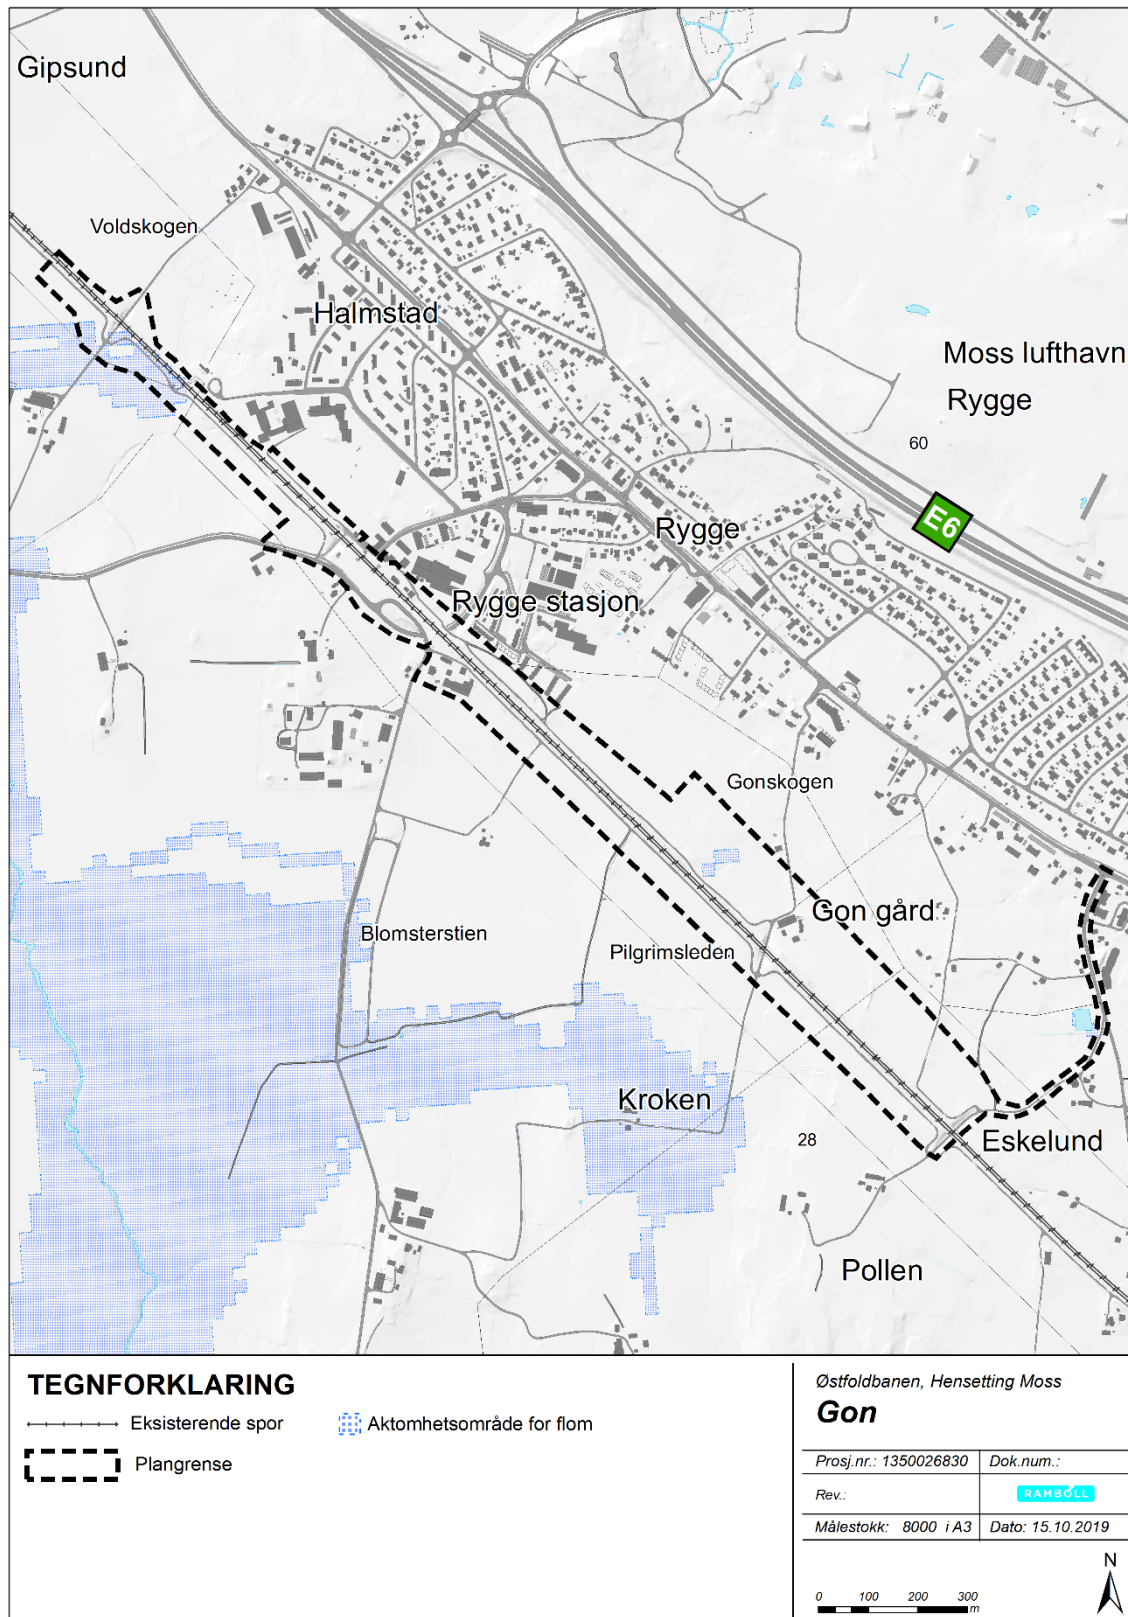 Gipsund
Voldskogen
Halmstad
Moss lufthavn
Rygge
60
E6
Rygge
Rygge stasjon
Gonskogen
Gon gård
Blomsterstien
Pilgrimsleden
Kroken
28
Eskelund
Pollen
TEGNFORKLARING
Eksisterende spor
Aktomhetsområde for flom
Plangrense
Østfoldbanen, Hensetting Moss
Gon
Prosj.nr.: 1350026830 Dok.num.:
Rev.: RAMBOLL
Målestokk: 8000 i A3 Dato: 15.10.2019
N
0 100 200 300
m